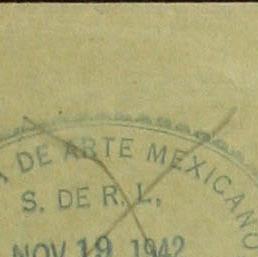 DE ARTE MEXICANO
S. DE R. L.
NOV 19 1942